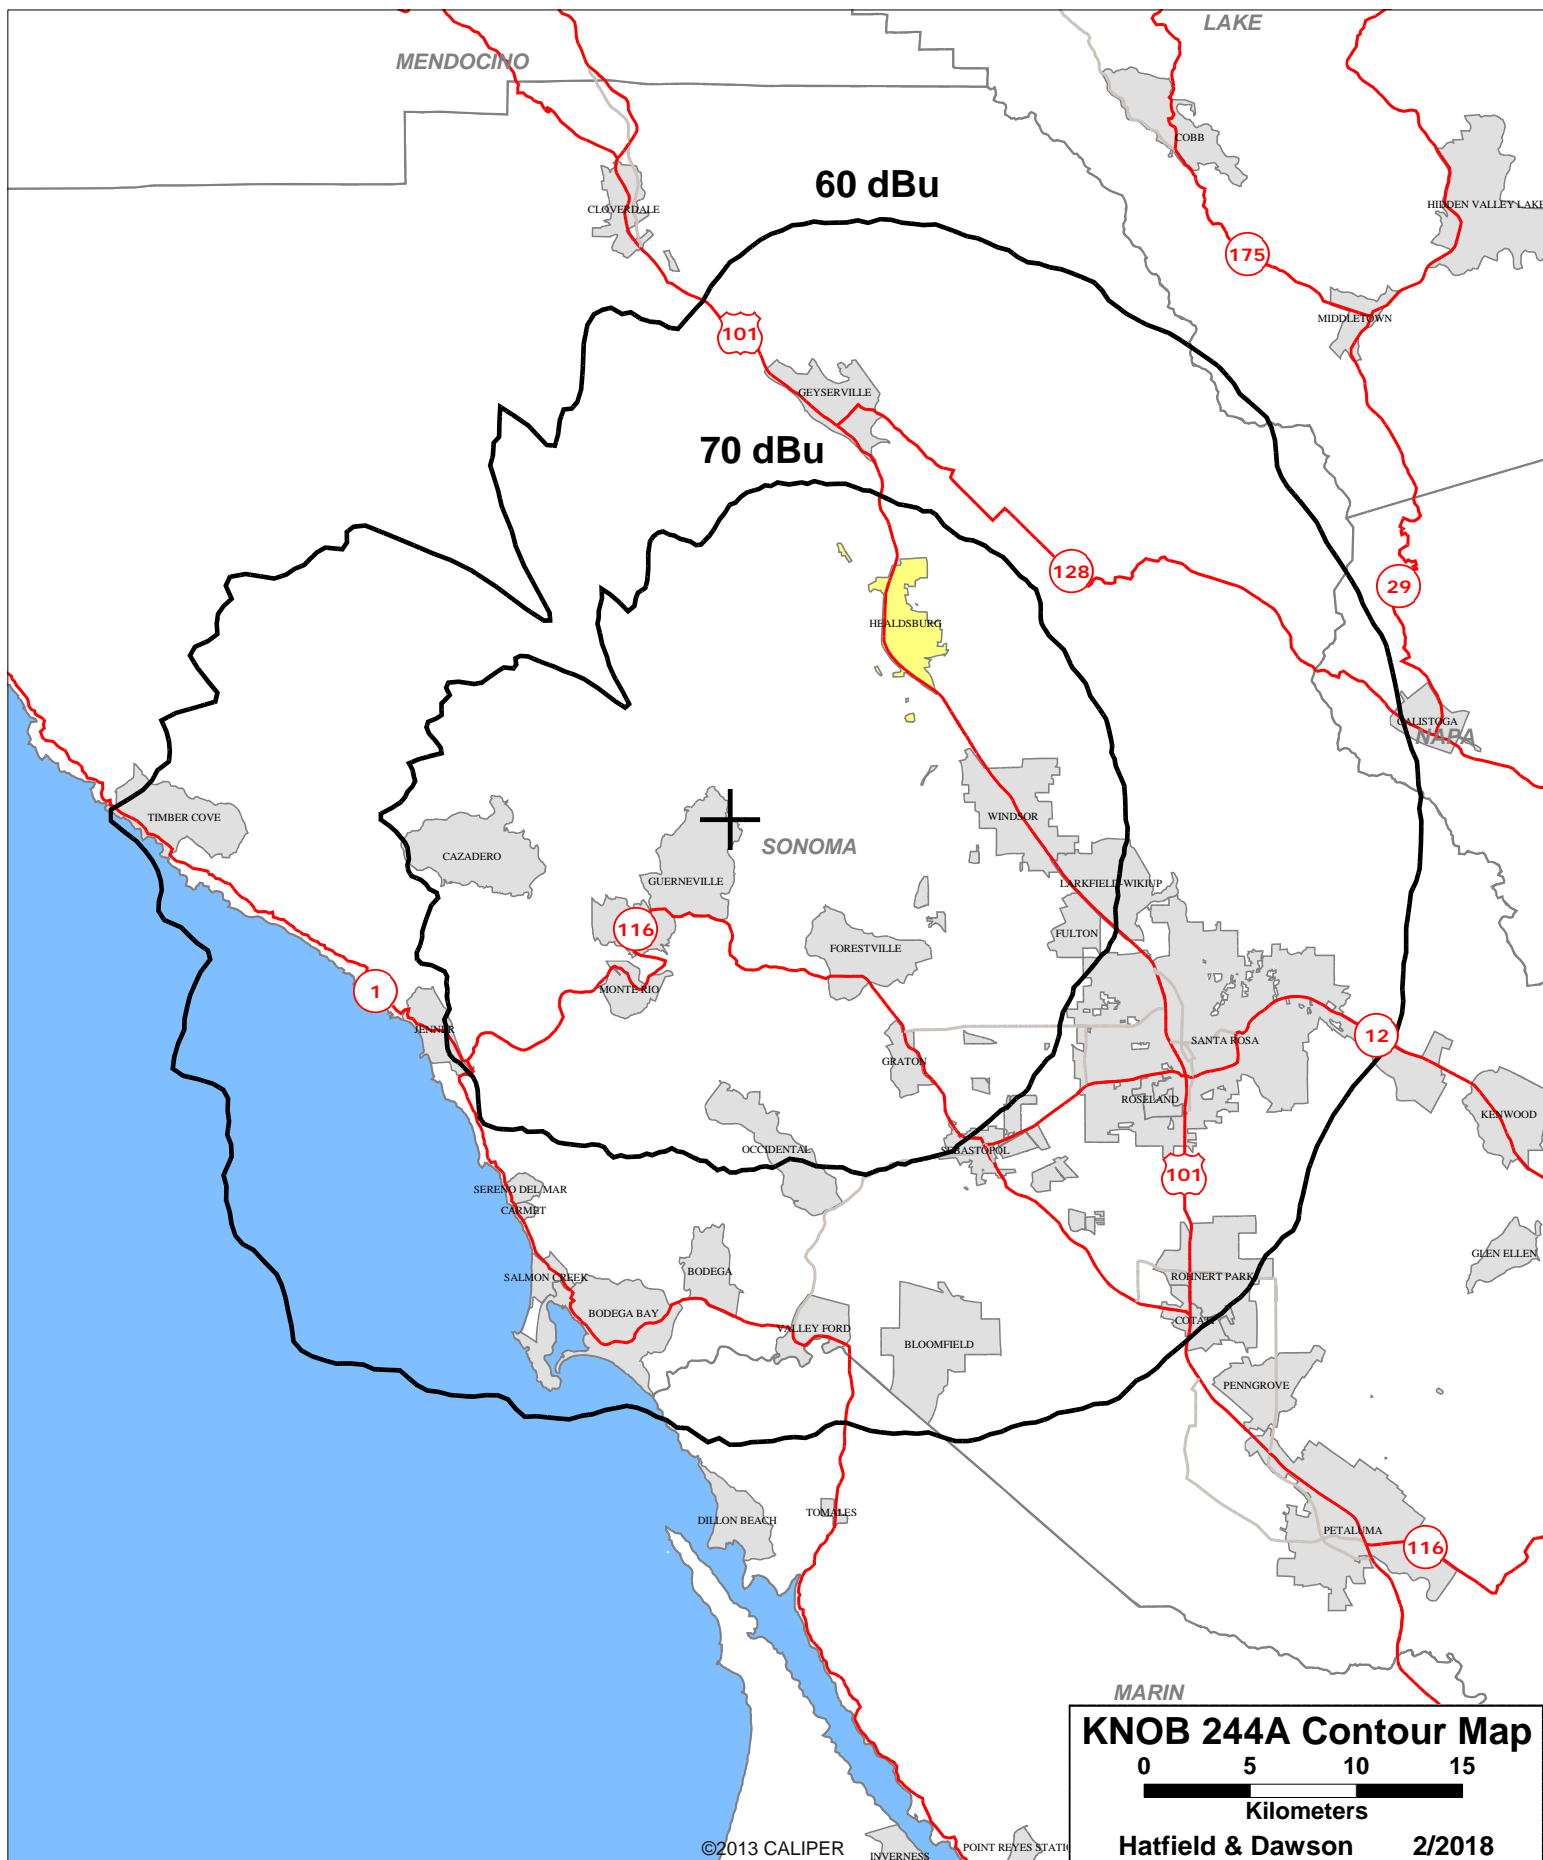 LAKE
MENDOCINO
COBB
60 dBu
CLOVERDALE
HIDDEN VALLEY LAKE
175
MIDDLETOWN
101
GEYSERVILLE
70 dBu
128
29
HEALDSBURG
CALISTOGA
NAPA
TIMBER COVE
WINDSOR
SONOMA
CAZADERO
GUERNEVILLE
LARKFIELD-WIKIUP
116
FULTON
FORESTVILLE
1
MONTE RIO
JENNER
12
SANTA ROSA
GRATON
ROSELAND
KENWOOD
OCCIDENTAL
SEBASTOPOL
101
SERENO DEL MAR
CARMET
GLEN ELLEN
BODEGA
SALMON CREEK
ROHNERT PARK
BODEGA BAY
COTATI
VALLEY FORD
BLOOMFIELD
PENNGROVE
TOMALES
DILLON BEACH
PETALUMA
116
MARIN
KNOB 244A Contour Map
0 5 10 15
Kilometers
Hatfield & Dawson 2/2018
©2013 CALIPER
POINT REYES STATI
INVERNESS